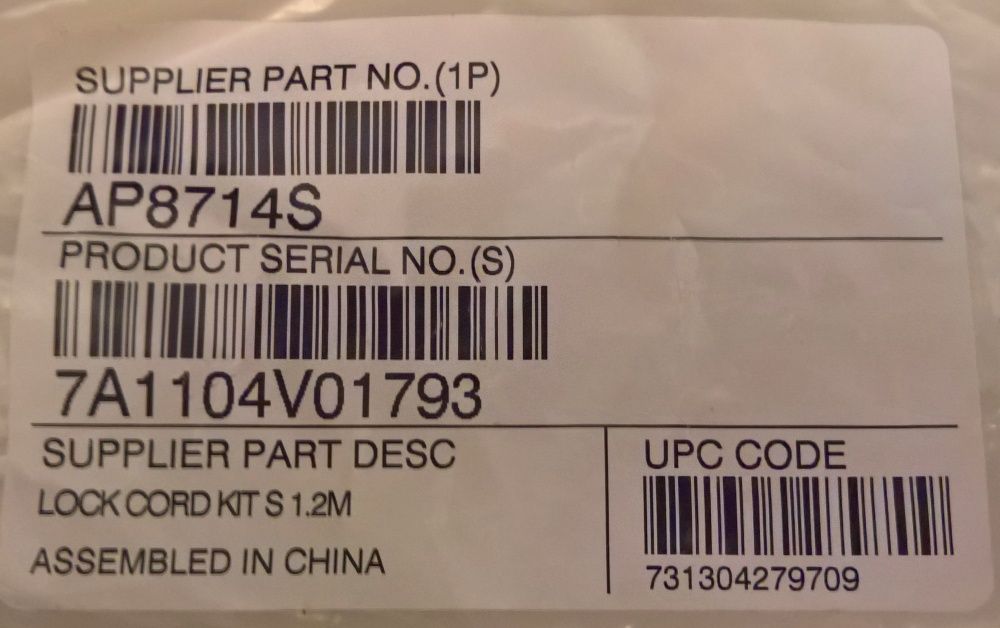 SUPPLIER PART NO.(1P)
AP8714S
PRODUCT SERIAL NO.(S)
7A1104V01793
SUPPLIER PART DESC
LOCK CORD KIT S 1.2M
ASSEMBLED IN CHINA
UPC CODE
731304279709